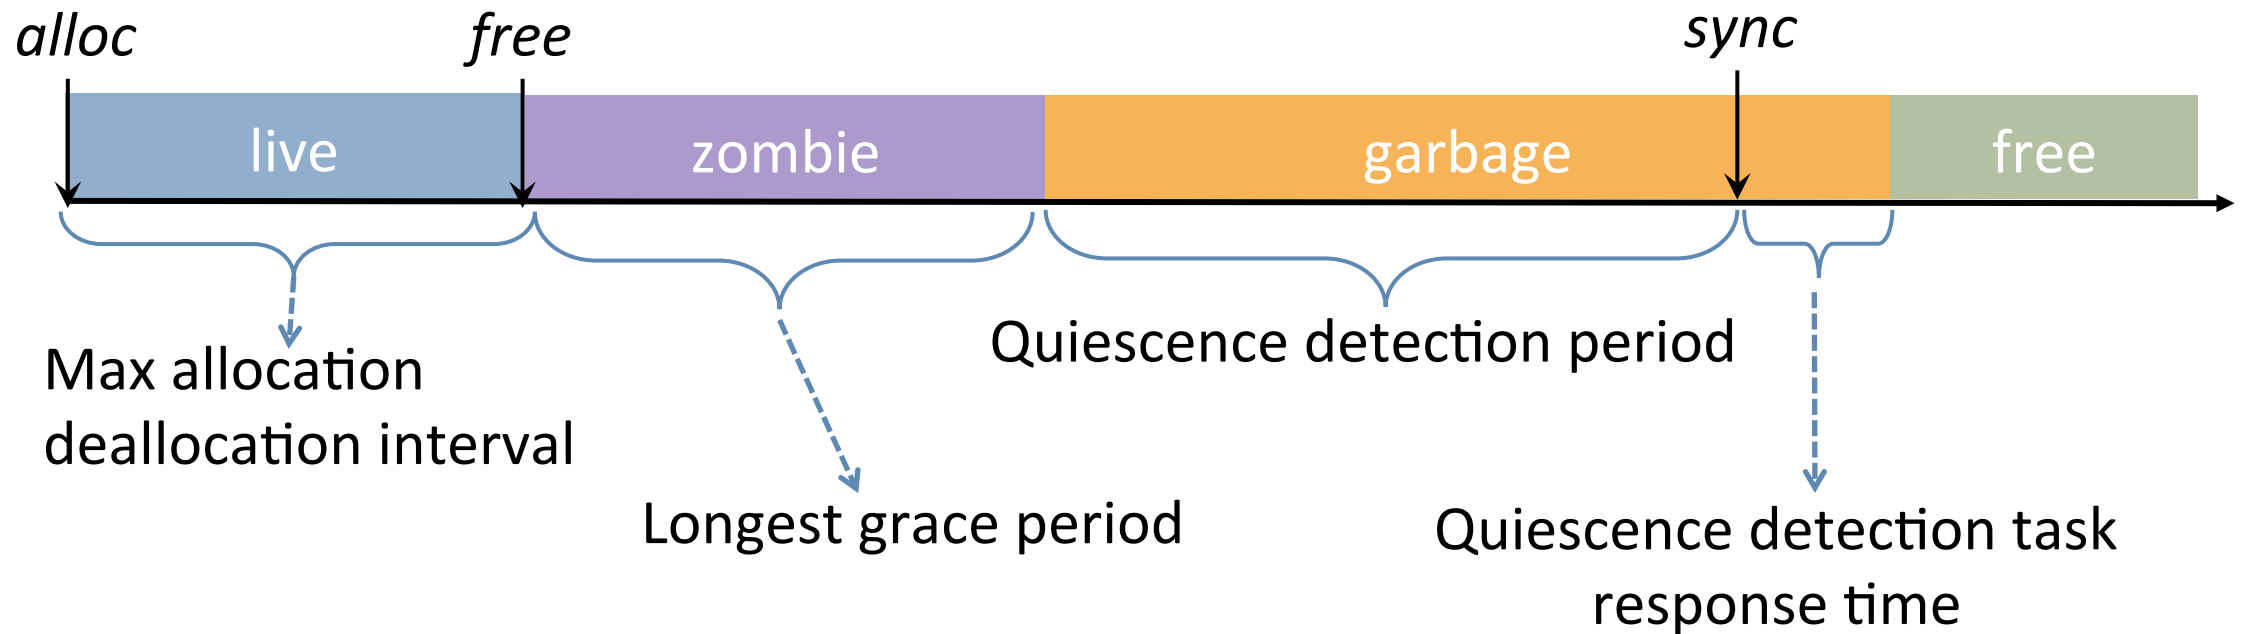 alloc
free
sync
live
zombie
garbage
free
Max allocation
deallocation interval
Longest grace period
Quiescence detection period
Quiescence detection task
response time